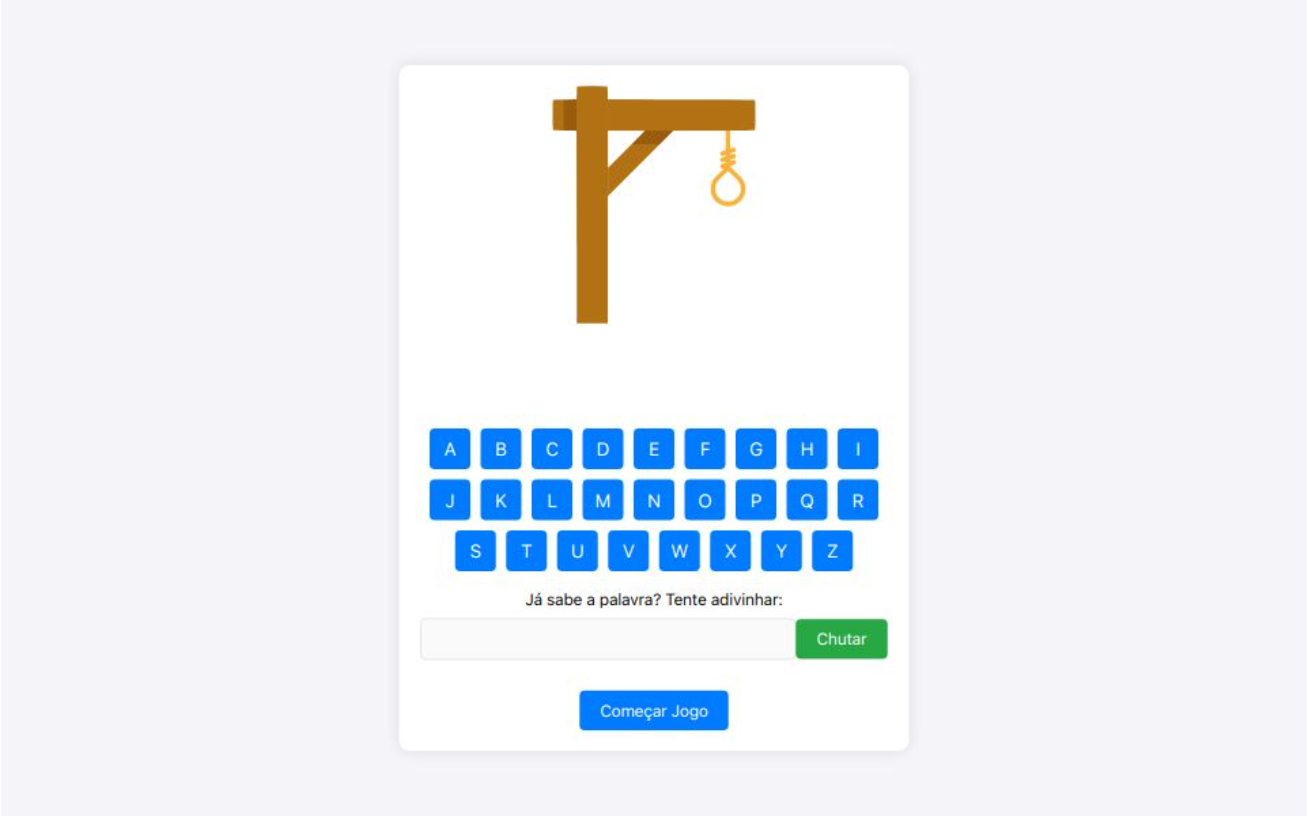 A B C D E F G H I
J K L M N O P Q R
S T U V W X Y Z
Já sabe a palavra? Tente adivinhar:
Chutar
Começar Jogo